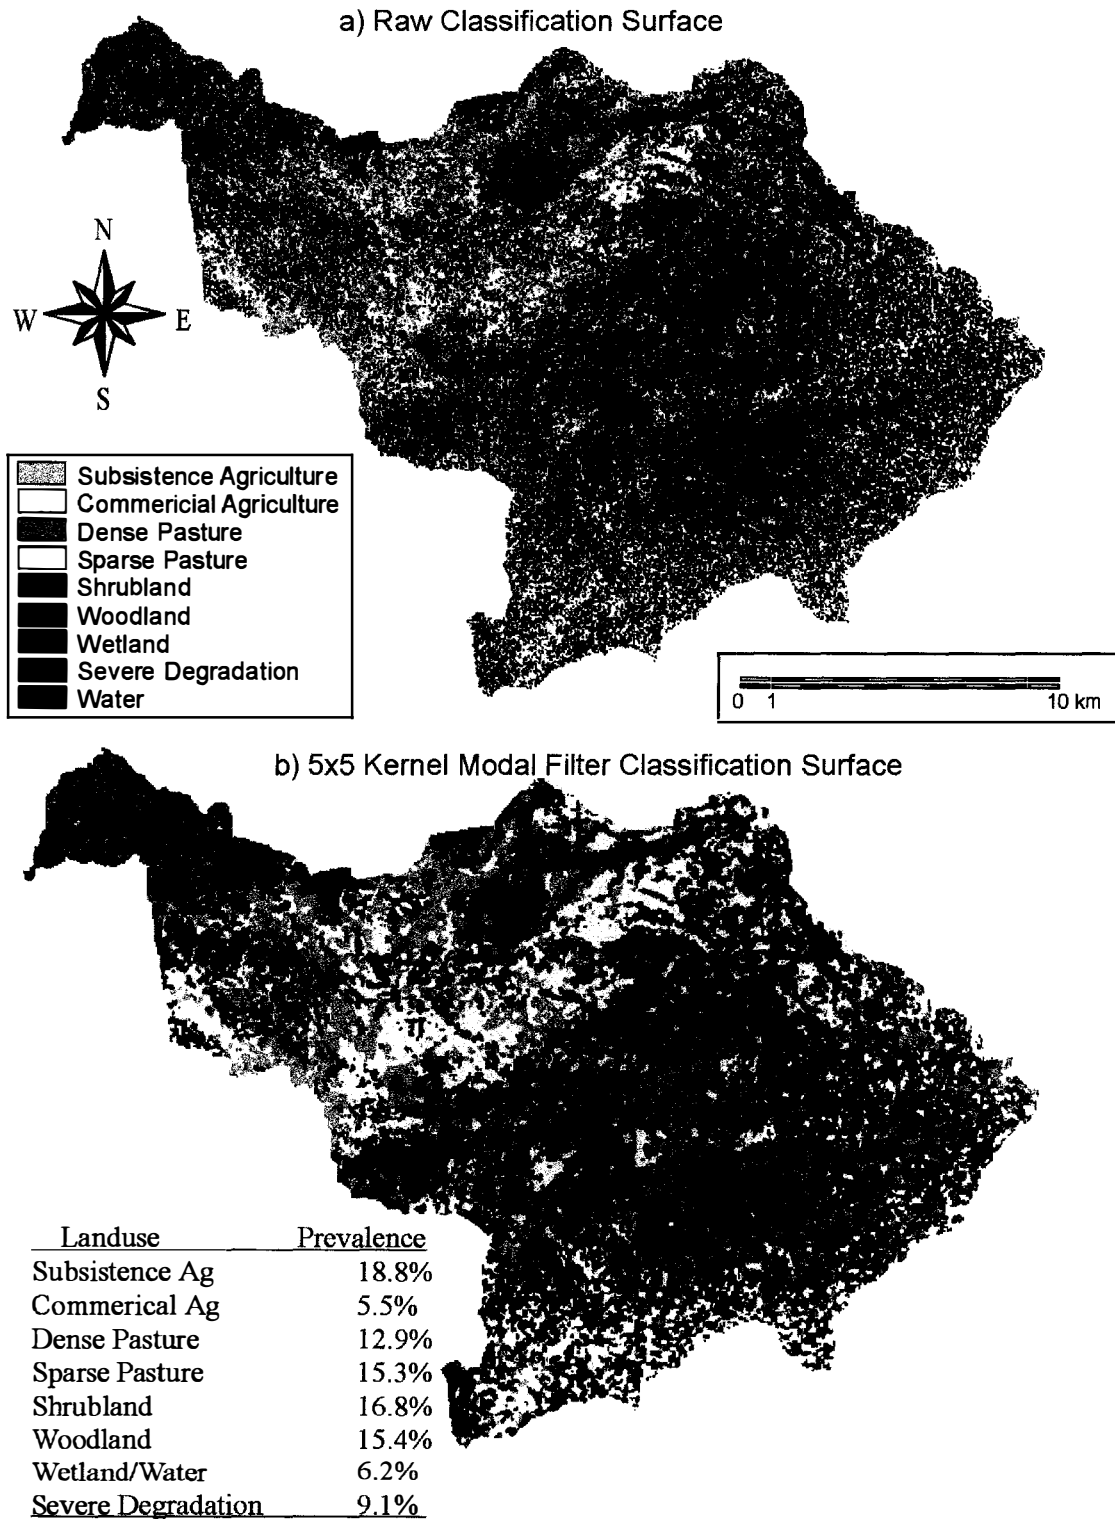 a) Raw Classification Surface
N
W E
S
Subsistence Agriculture
Commericial Agriculture
Dense Pasture
Sparse Pasture
Shrubland
Woodland
Wetland
Severe Degradation
Water
0 1 10 km
b) 5x5 Kernel Modal Filter Classification Surface
Landuse Prevalence
Subsistence Ag 18.8%
Commerical Ag 5.5%
Dense Pasture 12.9%
Sparse Pasture 15.3%
Shrubland 16.8%
Woodland 15.4%
Wetland/Water 6.2%
Severe Degradation 9.1%